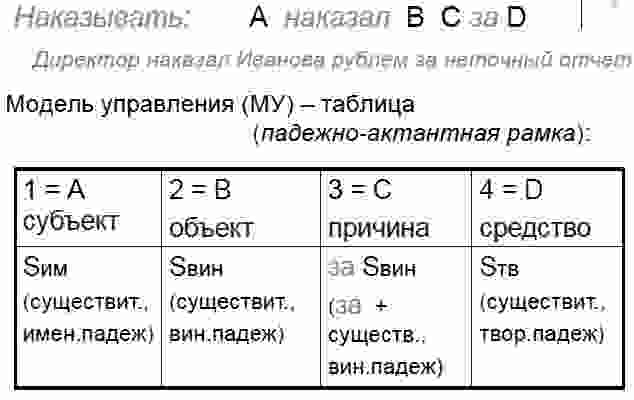 Наказывать: А наказал В С за D
Директор наказал Иванова рублем за неточный отчет
Модель управления (МУ) – таблица
(падежно-актантная рамка):
1 = A 2 = B 3 = C 4 = D
субъект объект причина средство
Sим Sвин за Sвин Sтв
(существит., (существит., (за + (существит.,
имен.падеж) вин.падеж) существ., твор.падеж)
вин.падеж)